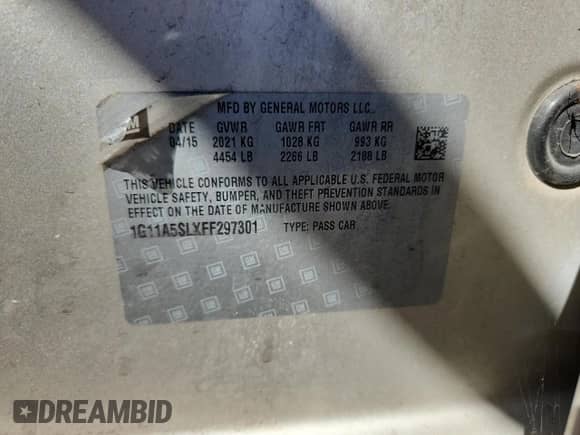 GM
MFD BY GENERAL MOTORS LLC.
DATE GVWR GAWR FRT GAWR RR
04/15 2021 KG 1028 KG 993 KG
4454 LB 2266 LB 2188 LB
THIS VEHICLE CONFORMS TO ALL APPLICABLE U.S. FEDERAL MOTOR
VEHICLE SAFETY, BUMPER, AND THEFT PREVENTION STANDARDS IN
EFFECT ON THE DATE OF MANUFACTURE SHOWN ABOVE.
1G11A5SLXFF297301 TYPE: PASS CAR
DREAMBID